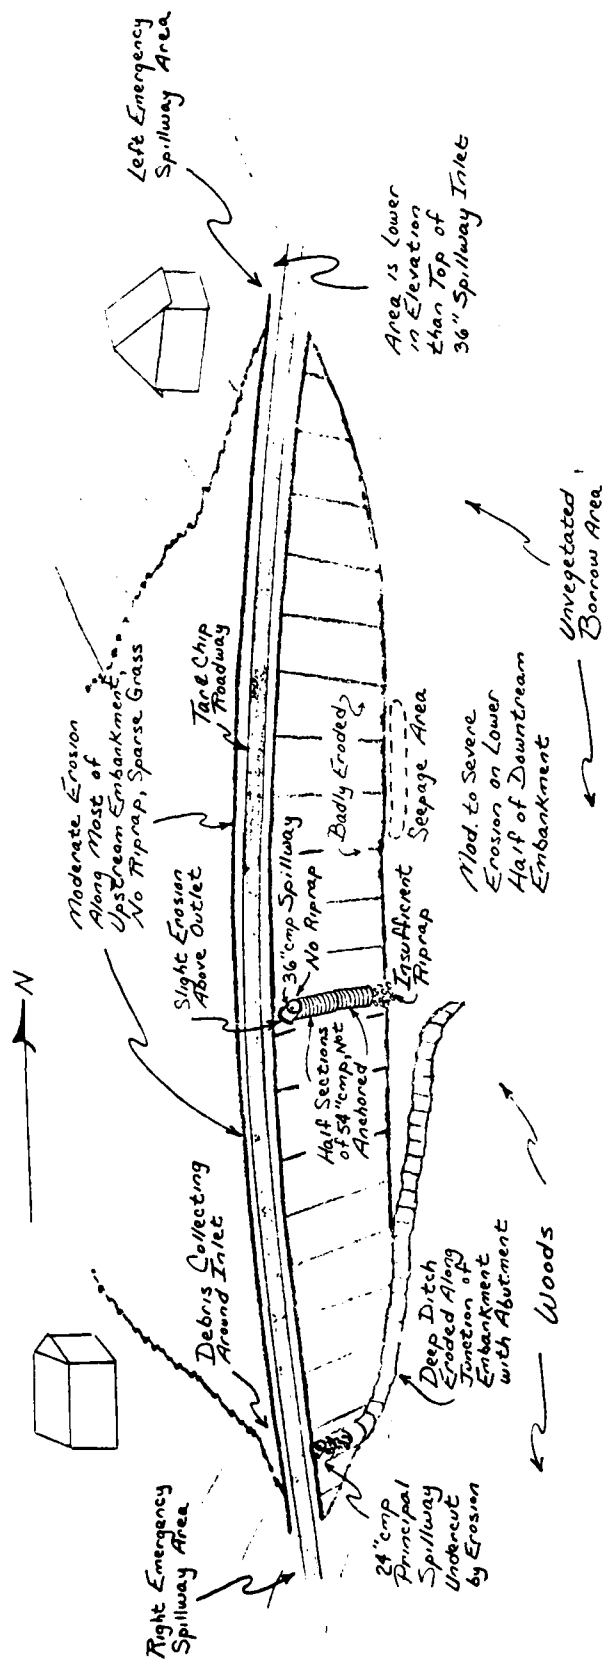 Left Emergency
Spillway Area
Area is Lower
in Elevation
than Top of
36" Spillway Inlet
Unvegetated
Borrow Area
Moderate Erosion
Along Most of
Upstream Embankment,
No Riprap, Sparse Grass
Tar & Chip
Roadway
Badly Eroded
Seepage Area
Mod. to Severe
Erosion on Lower
Half of Downstream
Embankment
Slight Erosion
Above Outlet
36" cmp Spillway
No Riprap
Insufficient
Riprap
Half Sections
of 54" cmp, Not
Anchored
N
Debris Collecting
Around Inlet
Deep Ditch
Eroded Along
Junction of
Embankment
with Abutment
Woods
Right Emergency
Spillway Area
24" cmp
Principal
Spillway
Undercut
by Erosion